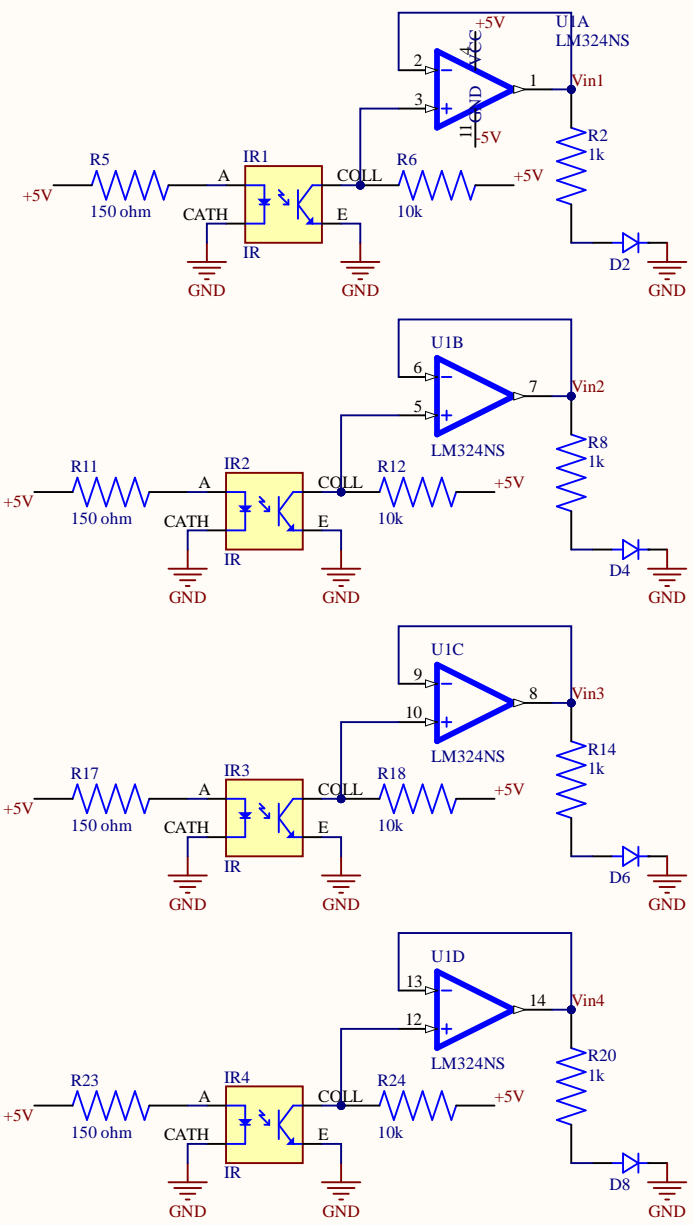 +5V
U1A
LM324NS
4
VCC
2
3
1
Vin1
GND
11
-5V
R2
1k
R5
150 ohm
+5V
IR1
A
CATH
COLL
E
IR
R6
10k
+5V
GND
GND
D2
GND
U1B
6
5
7
Vin2
LM324NS
R8
1k
R11
150 ohm
+5V
IR2
A
CATH
COLL
E
IR
R12
10k
+5V
GND
GND
D4
GND
U1C
9
10
8
Vin3
LM324NS
R14
1k
R17
150 ohm
+5V
IR3
A
CATH
COLL
E
IR
R18
10k
+5V
GND
GND
D6
GND
U1D
13
12
14
Vin4
LM324NS
R20
1k
R23
150 ohm
+5V
IR4
A
CATH
COLL
E
IR
R24
10k
+5V
GND
GND
D8
GND